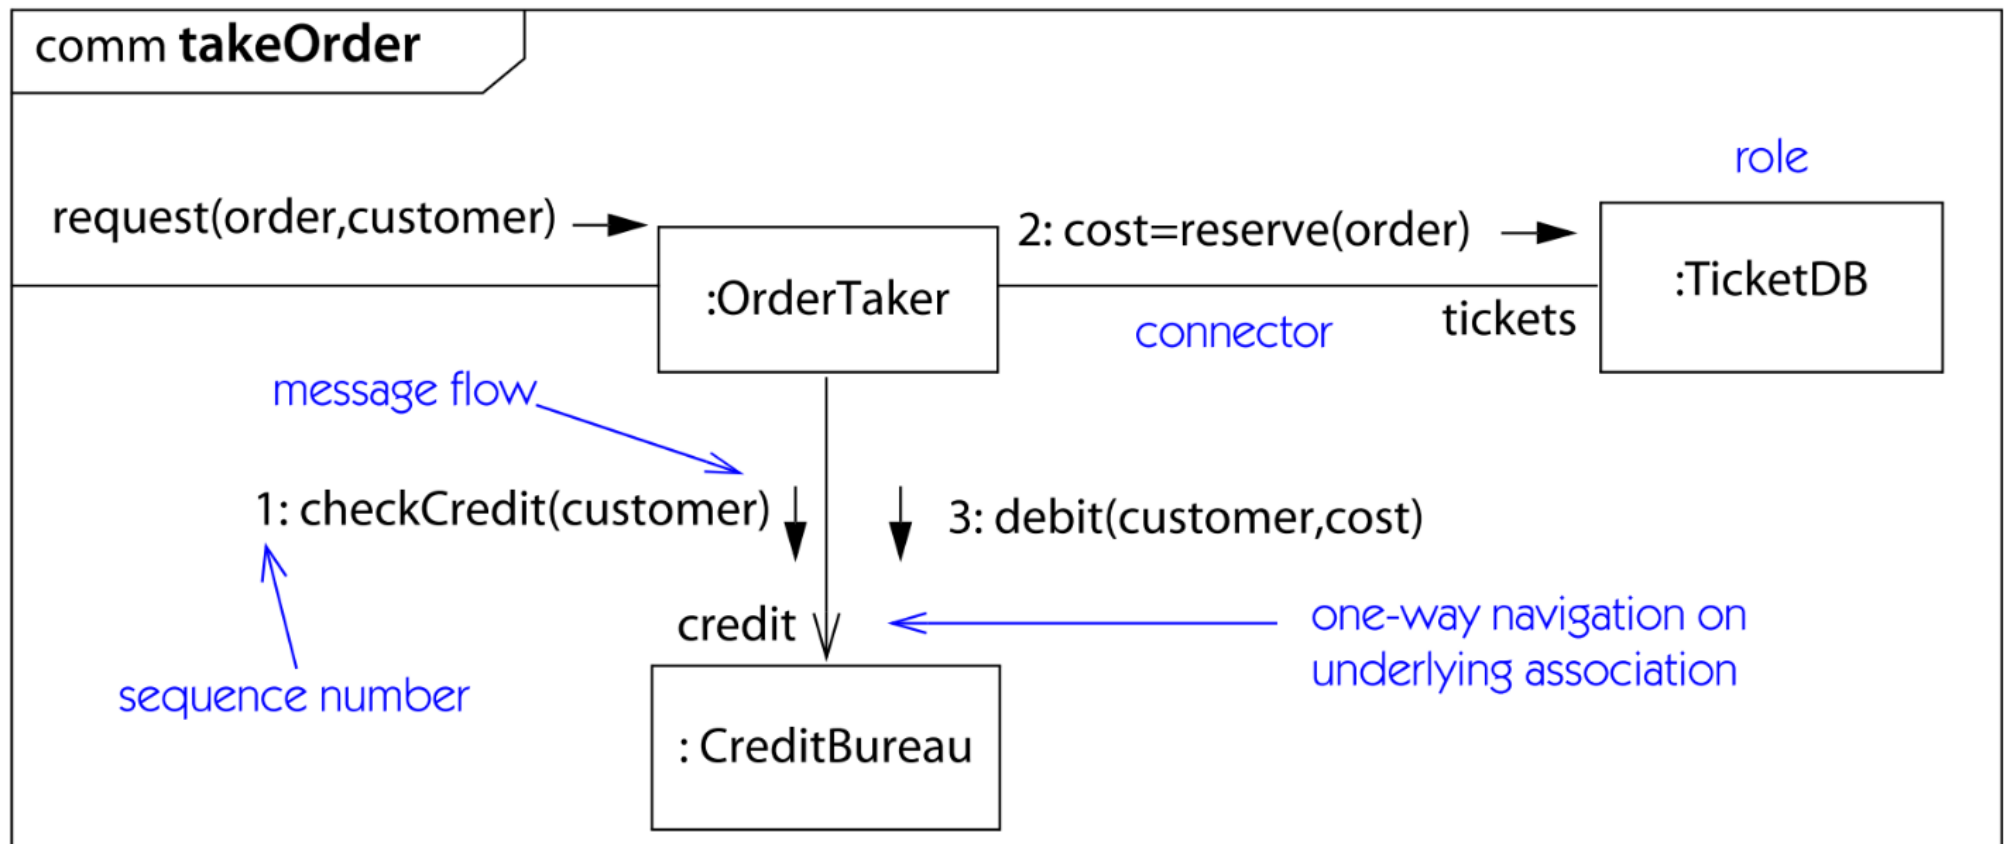 comm takeOrder
role
request(order,customer)
2: cost=reserve(order)
:OrderTaker
:TicketDB
tickets
connector
message flow
1: checkCredit(customer)
3: debit(customer,cost)
credit
one-way navigation on
underlying association
sequence number
: CreditBureau